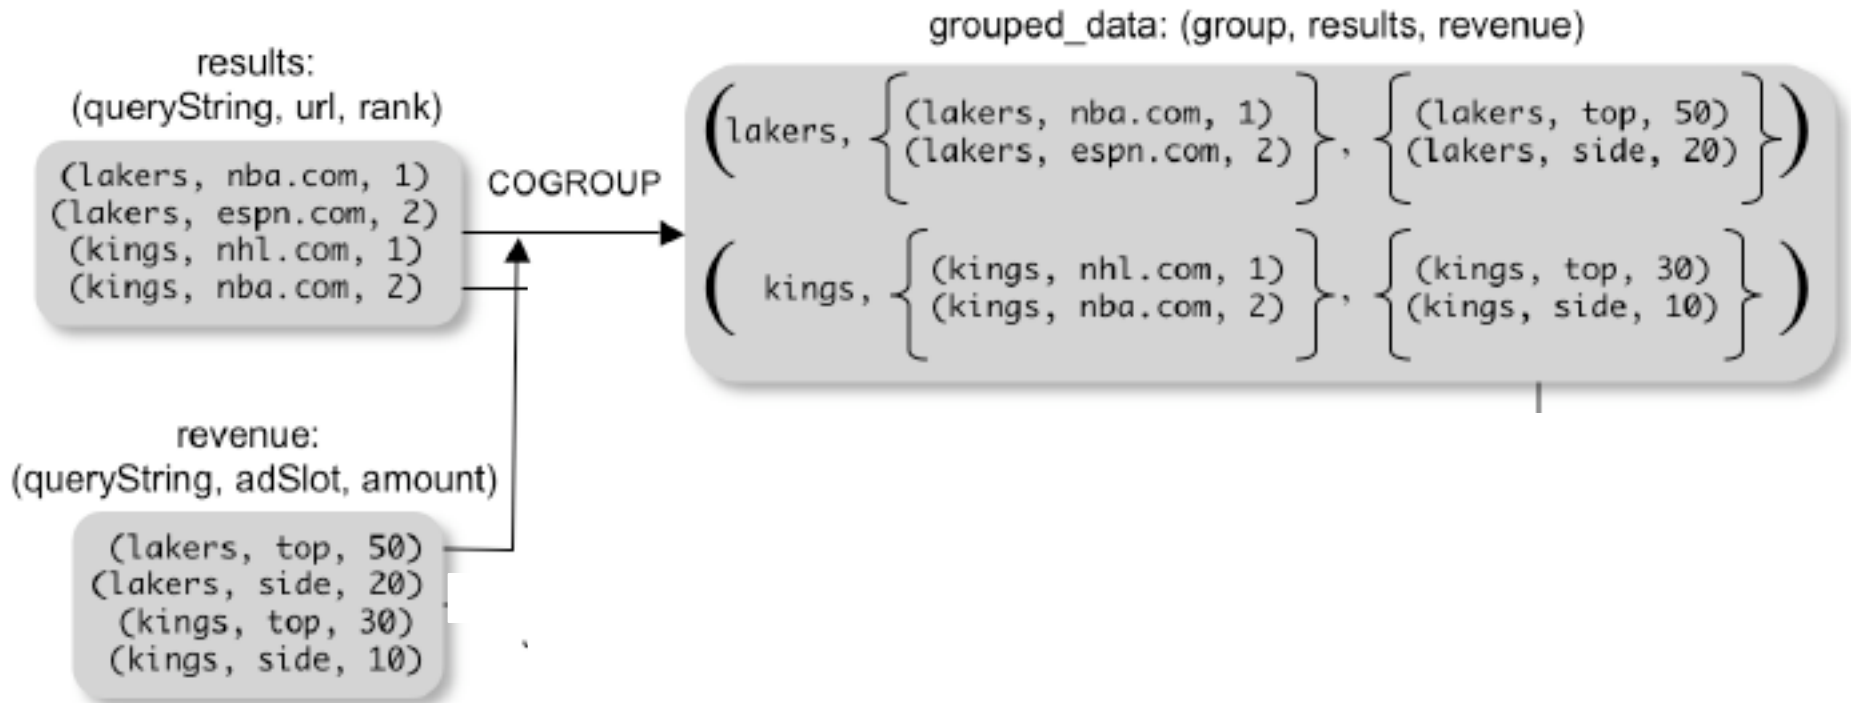 grouped_data: (group, results, revenue)
results:
(queryString, url, rank)
(lakers, nba.com, 1)
(lakers, espn.com, 2)
(kings, nhl.com, 1)
(kings, nba.com, 2)
COGROUP
(lakers, {(lakers, nba.com, 1)
(lakers, espn.com, 2)}, {(lakers, top, 50)
(lakers, side, 20)})
(kings, {(kings, nhl.com, 1)
(kings, nba.com, 2)}, {(kings, top, 30)
(kings, side, 10)})
revenue:
(queryString, adSlot, amount)
(lakers, top, 50)
(lakers, side, 20)
(kings, top, 30)
(kings, side, 10)